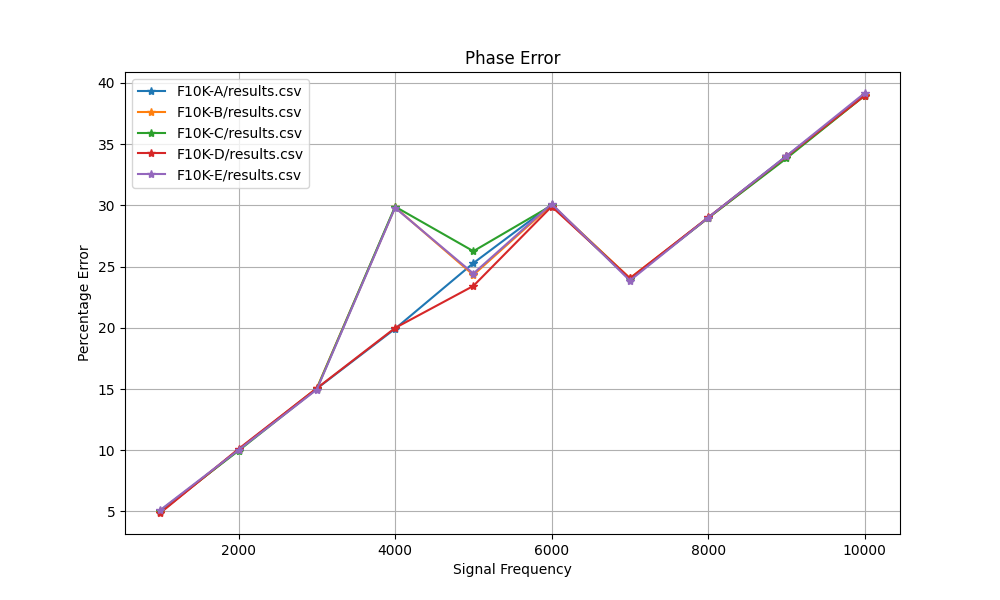 Phase Error
F10K-A/results.csv
F10K-B/results.csv
F10K-C/results.csv
F10K-D/results.csv
F10K-E/results.csv
Percentage Error
40
35
30
25
20
15
10
5
2000 4000 6000 8000 10000
Signal Frequency